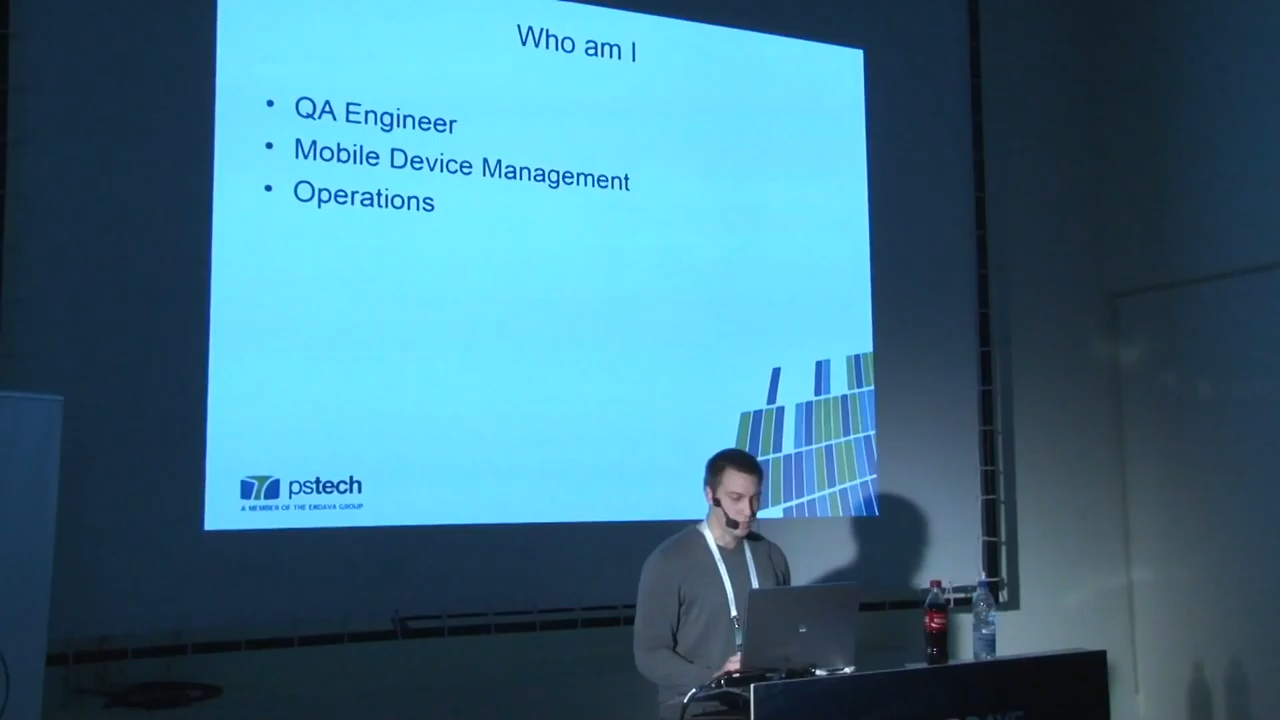 Who am I
• QA Engineer
• Mobile Device Management
• Operations
pstech
A MEMBER OF THE ENDAVA GROUP